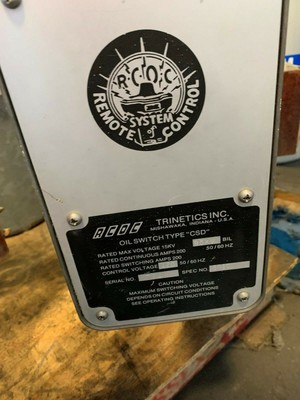 RCOC
SYSTEM
of
REMOTE CONTROL
RCOC TRINETICS INC.
MISHAWAKA, INDIANA - U.S.A.
OIL SWITCH TYPE "CSD"
RATED MAX VOLTAGE 15KV BIL
RATED CONTINUOUS AMPS 200 50/60 HZ
RATED SWITCHING AMPS 200
CONTROL VOLTAGE 50/60 HZ
SERIAL NO. SPEC NO.
CAUTION
MAXIMUM SWITCHING VOLTAGE
DEPENDS ON CIRCUIT CONDITIONS
SEE OPERATING INSTRUCTIONS